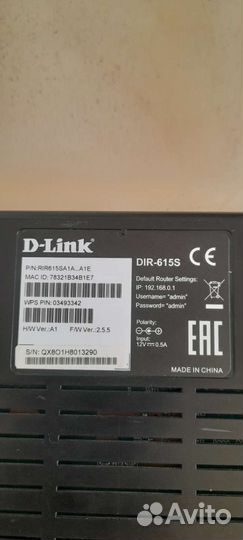 D-Link
DIR-615S
P/N:RIR615SA1A...A1E
MAC ID: 78321B34B1E7
WPS PIN: 03493342
H/W Ver.:A1 F/W Ver.:2.5.5
S/N: QX8O1H8013290
Default Router Settings:
IP: 192.168.0.1
Username= "admin"
Password= "admin"
Polarity:
Input:
12V 0.5A
CE
EAC
MADE IN CHINA
Avito